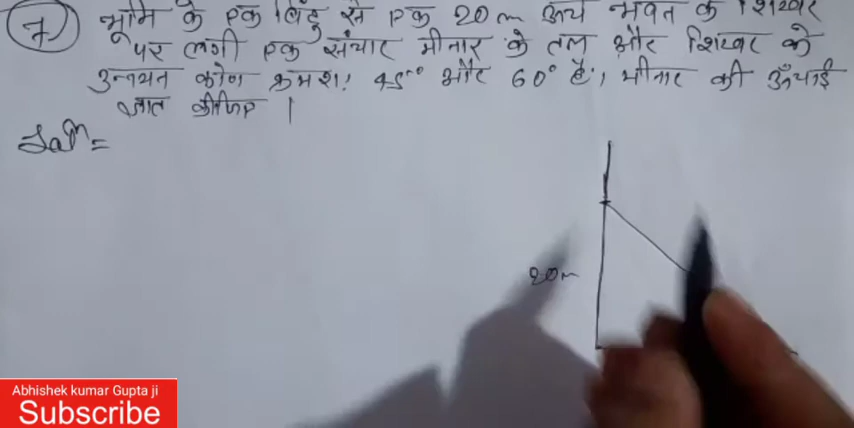 7) भूमि के एक बिंदु से एक 20m ऊँचे भवन के शिखर
पर लगी एक संचार मीनार के तल और शिखर के
उन्नयन कोण क्रमशः 45° और 60° है, मीनार की ऊँचाई
ज्ञात कीजिए |
Solⁿ =
20m
Abhishek kumar Gupta ji
Subscribe